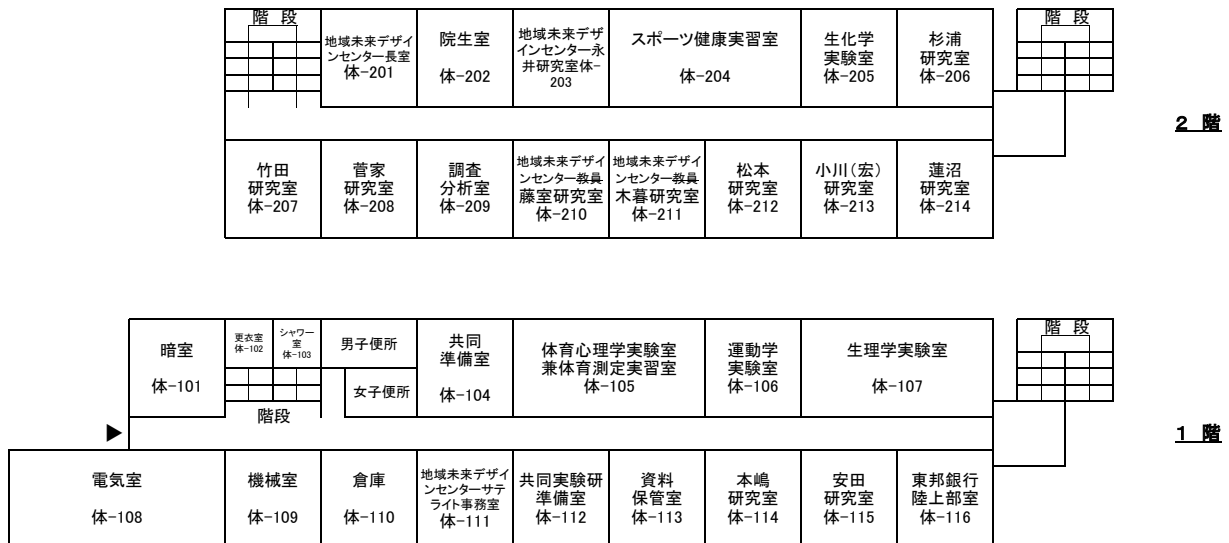 階 段
地域未来デザイ
ンセンター長室
体-201
院生室
体-202
地域未来デザ
インセンター永
井研究室体-
203
スポーツ健康実習室
体-204
生化学
実験室
体-205
杉浦
研究室
体-206
階 段
2 階
竹田
研究室
体-207
菅家
研究室
体-208
調査
分析室
体-209
地域未来デザイ
ンセンター教員
藤室研究室
体-210
地域未来デザイ
ンセンター教員
木暮研究室
体-211
松本
研究室
体-212
小川(宏)
研究室
体-213
蓮沼
研究室
体-214
暗室
体-101
更衣室
体-102
シャワー
室
体-103
男子便所
女子便所
階段
共同
準備室
体-104
体育心理学実験室
兼体育測定実習室
体-105
運動学
実験室
体-106
生理学実験室
体-107
階 段
▶
1 階
電気室
体-108
機械室
体-109
倉庫
体-110
地域未来デザイ
ンセンターサテ
ライト事務室
体-111
共同実験研
準備室
体-112
資料
保管室
体-113
本嶋
研究室
体-114
安田
研究室
体-115
東邦銀行
陸上部室
体-116